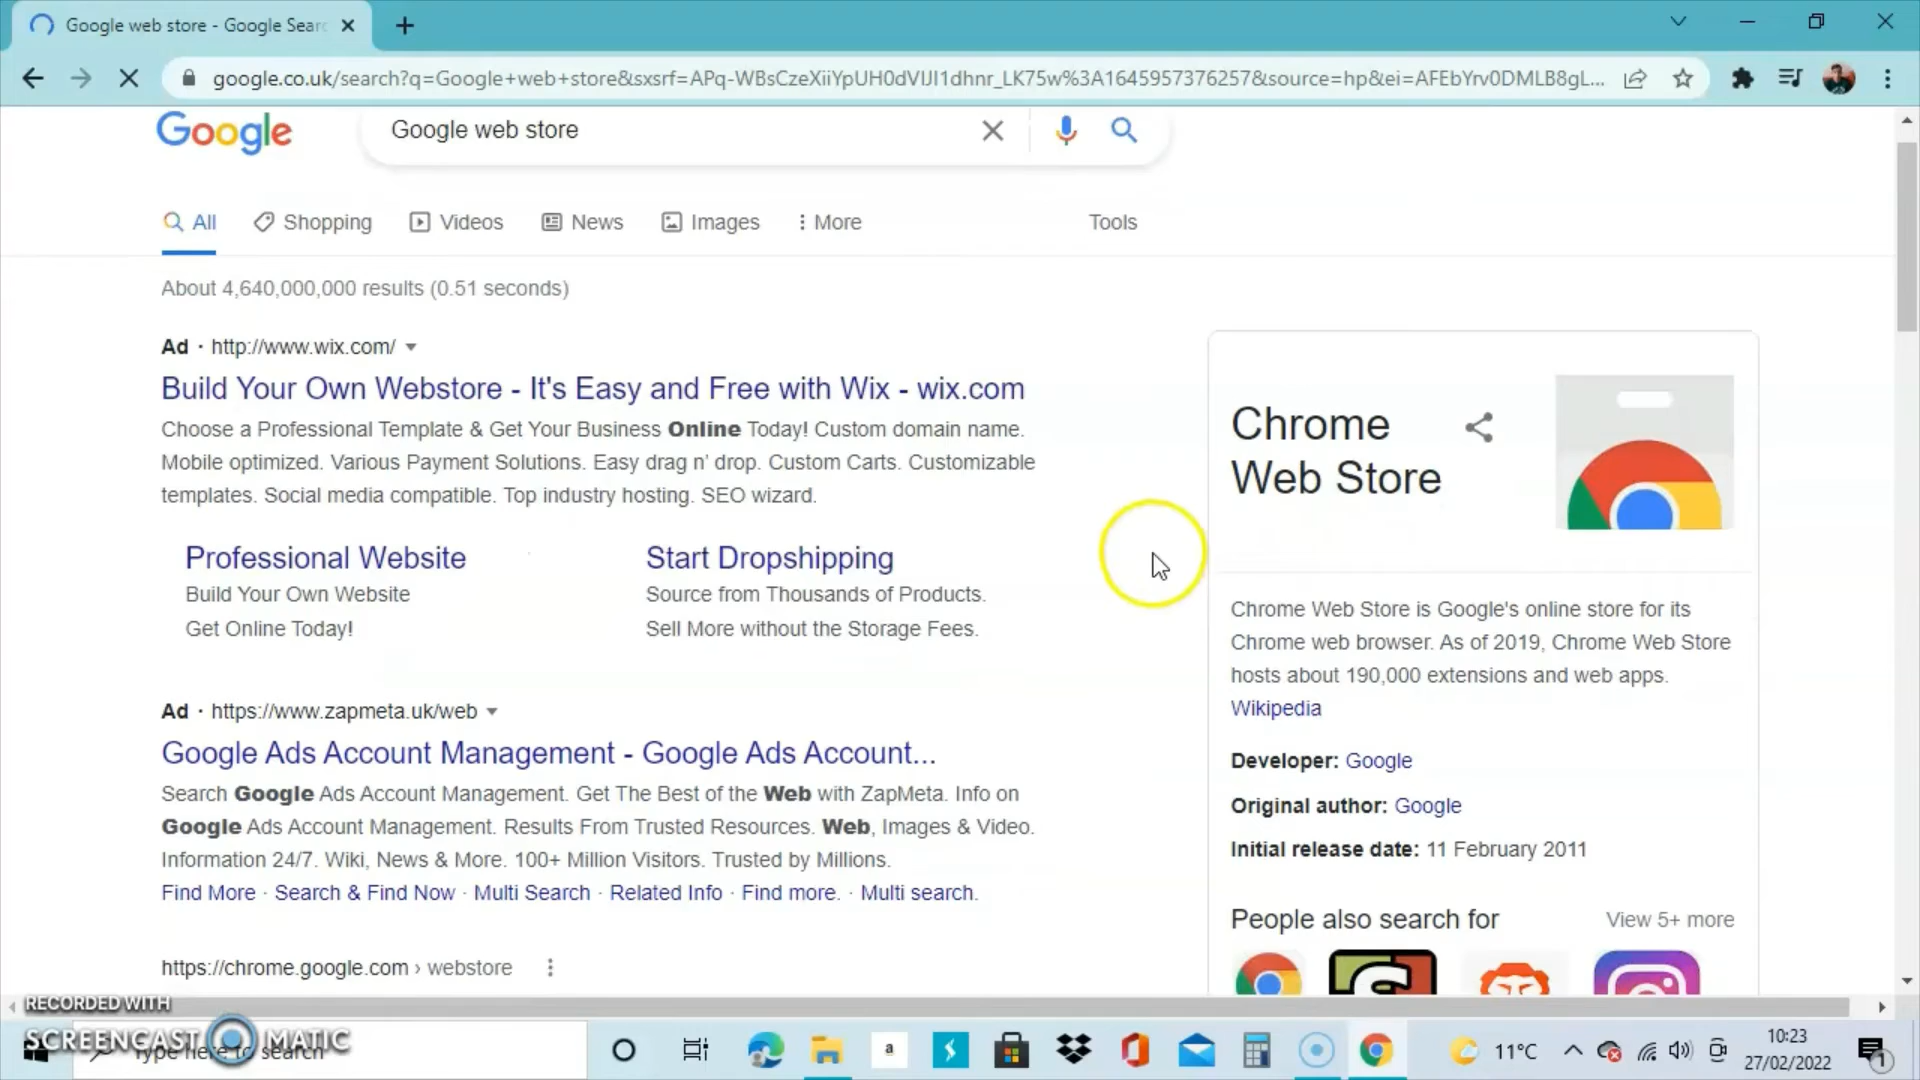 Google web store - Google Sear
google.co.uk/search?q=Google+web+store&sxsrf=APq-WBsCzeXiiYpUH0dVIJI1dhnr_LK75w%3A1645957376257&source=hp&ei=AFEbYrv0DMLB8gL...
Google
Google web store
All
Shopping
Videos
News
Images
More
Tools
About 4,640,000,000 results (0.51 seconds)
Ad · http://www.wix.com/
Build Your Own Webstore - It's Easy and Free with Wix - wix.com
Choose a Professional Template & Get Your Business Online Today! Custom domain name.
Mobile optimized. Various Payment Solutions. Easy drag n' drop. Custom Carts. Customizable
templates. Social media compatible. Top industry hosting. SEO wizard.
Professional Website
Build Your Own Website
Get Online Today!
Start Dropshipping
Source from Thousands of Products.
Sell More without the Storage Fees.
Ad · https://www.zapmeta.uk/web
Google Ads Account Management - Google Ads Account...
Search Google Ads Account Management. Get The Best of the Web with ZapMeta. Info on
Google Ads Account Management. Results From Trusted Resources. Web, Images & Video.
Information 24/7. Wiki, News & More. 100+ Million Visitors. Trusted by Millions.
Find More · Search & Find Now · Multi Search · Related Info · Find more. · Multi search.
https://chrome.google.com › webstore
Chrome
Web Store
Chrome Web Store is Google's online store for its
Chrome web browser. As of 2019, Chrome Web Store
hosts about 190,000 extensions and web apps.
Wikipedia
Developer: Google
Original author: Google
Initial release date: 11 February 2011
People also search for
View 5+ more
RECORDED WITH
SCREENCAST MATIC
Type here to search
a
11°C
10:23
27/02/2022
1